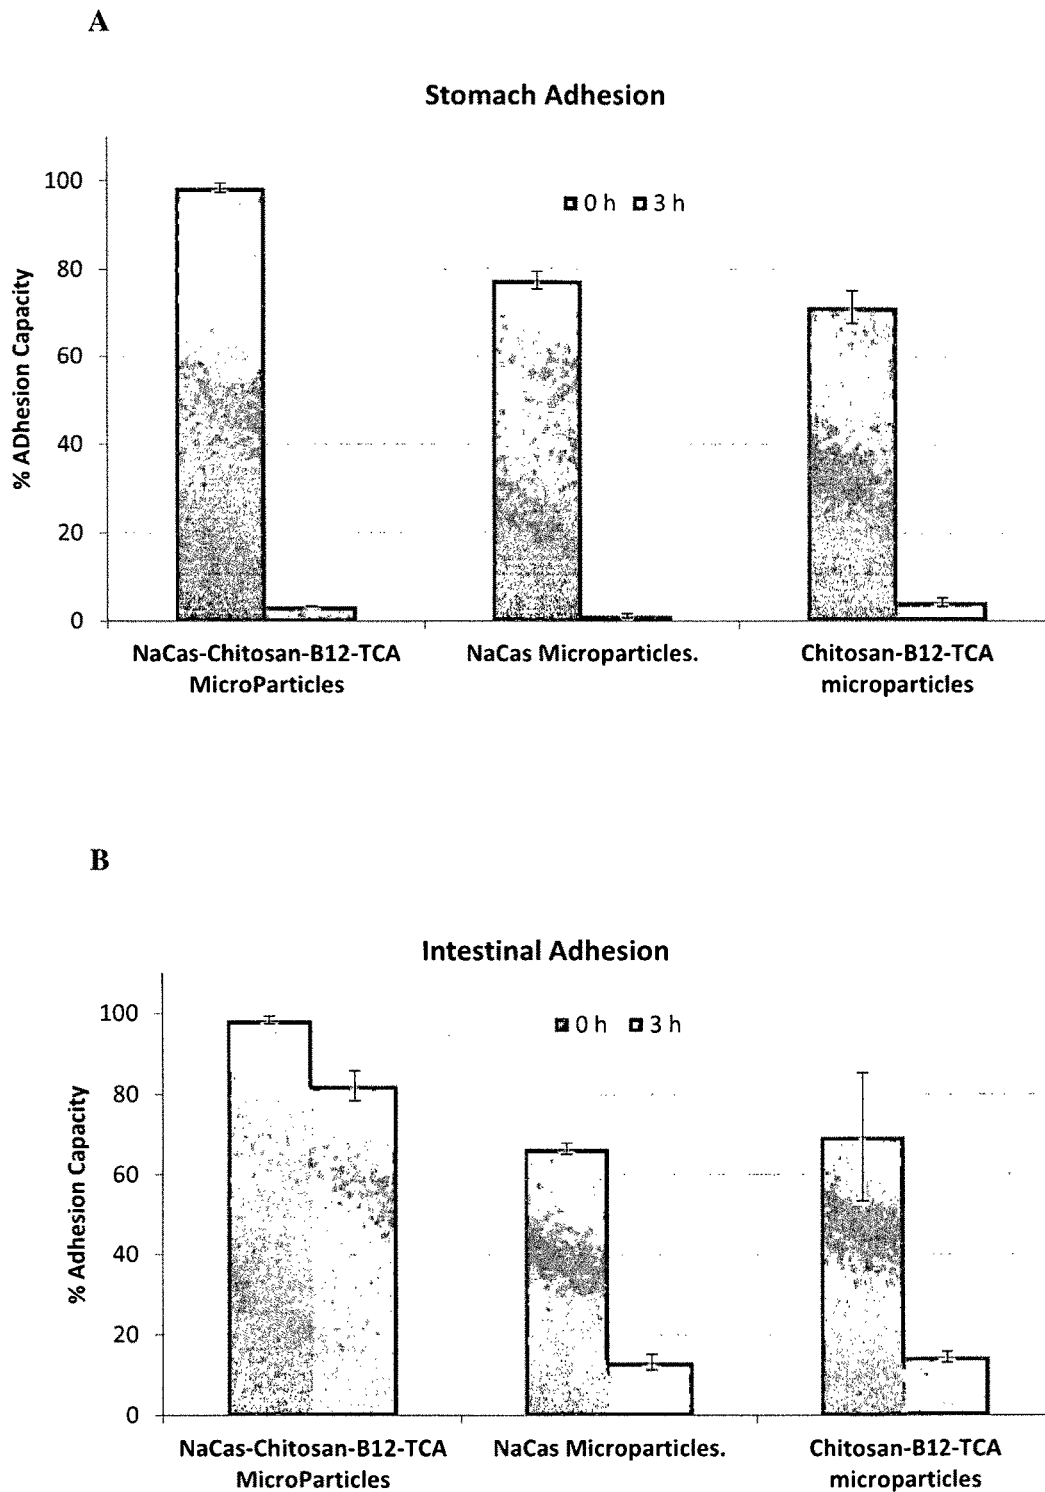 A
Stomach Adhesion
% ADhesion Capacity
100
80
60
40
20
0
0 h 3 h
NaCas-Chitosan-B12-TCA
MicroParticles
NaCas Microparticles.
Chitosan-B12-TCA
microparticles
B
Intestinal Adhesion
% Adhesion Capacity
100
80
60
40
20
0
0 h 3 h
NaCas-Chitosan-B12-TCA
MicroParticles
NaCas Microparticles.
Chitosan-B12-TCA
microparticles